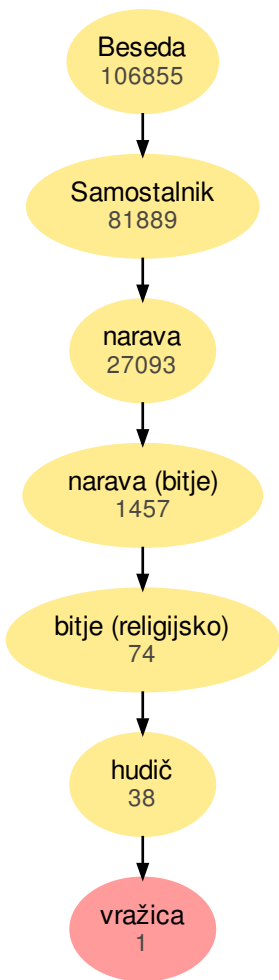 Beseda
106855
Samostalnik
81889
narava
27093
narava (bitje)
1457
bitje (religijsko)
74
hudič
38
vražica
1